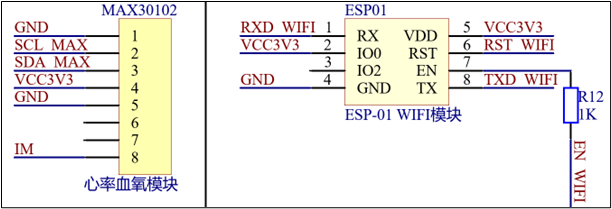 MAX30102
GND 1
SCL_MAX 2
SDA_MAX 3
VCC3V3 4
GND 5
6
7
IM 8
心率血氧模块
ESP01
RXD_WIFI 1 RX VDD 5 VCC3V3
VCC3V3 2 IO0 RST 6 RST_WIFI
3 IO2 EN 7
GND 4 GND TX 8 TXD_WIFI
ESP-01 WIFI模块
R12
1K
EN_WIFI